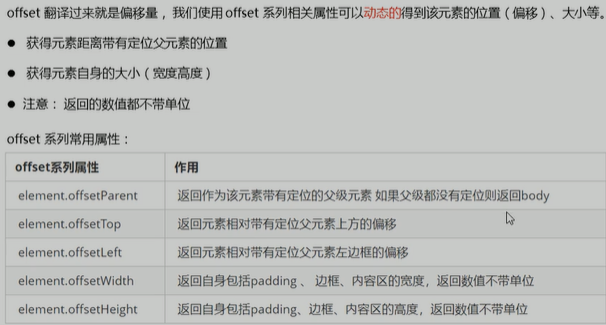 offset 翻译过来就是偏移量，我们使用 offset 系列相关属性可以动态的得到该元素的位置（偏移）、大小等。
● 获得元素距离带有定位父元素的位置
● 获得元素自身的大小（宽度高度）
● 注意：返回的数值都不带单位
offset 系列常用属性：
offset系列属性 作用
element.offsetParent 返回作为该元素带有定位的父级元素 如果父级都没有定位则返回body
element.offsetTop 返回元素相对带有定位父元素上方的偏移
element.offsetLeft 返回元素相对带有定位父元素左边框的偏移
element.offsetWidth 返回自身包括padding 、 边框、内容区的宽度，返回数值不带单位
element.offsetHeight 返回自身包括padding、边框、内容区的高度，返回数值不带单位